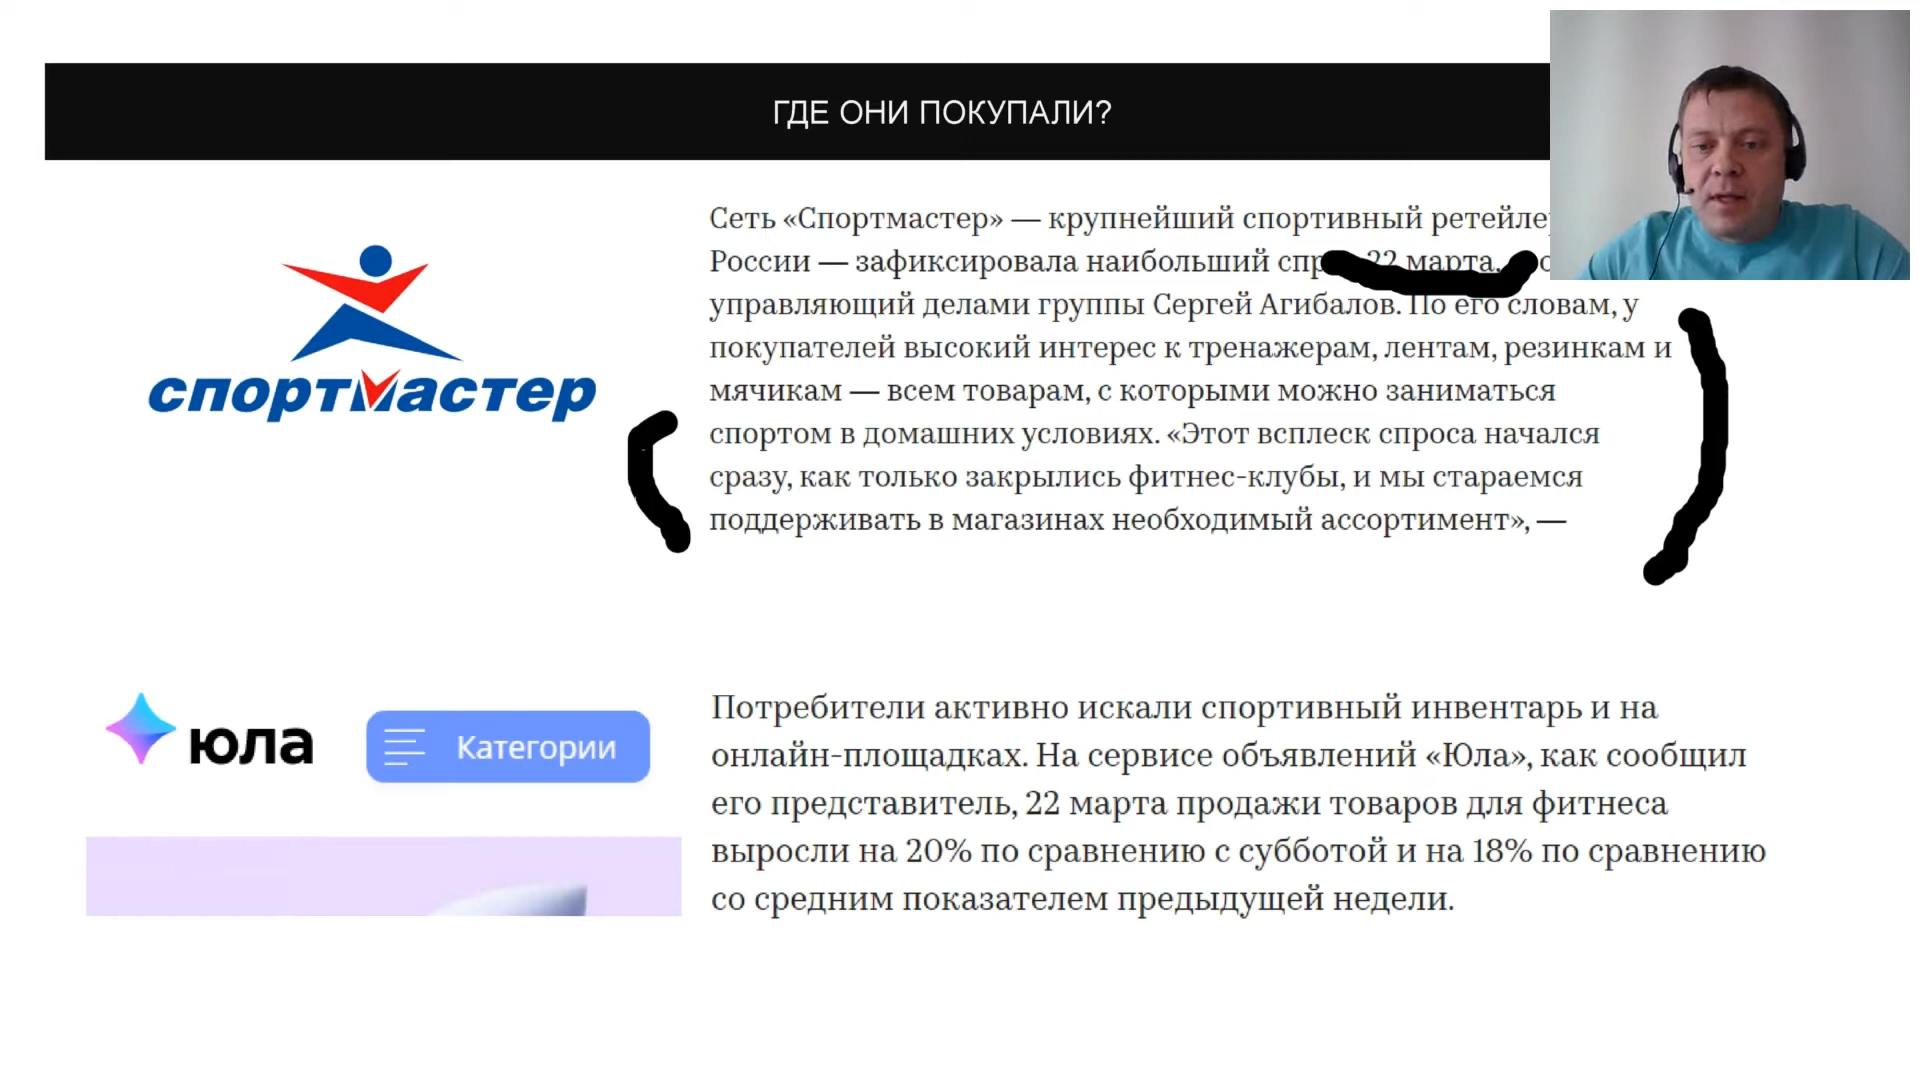 ГДЕ ОНИ ПОКУПАЛИ?
Сеть «Спортмастер» — крупнейший спортивный
России — зафиксировала наибольший 22 марта,
управляющий делами группы Сергей Агибалов. По его словам, у
покупателей высокий интерес к тренажерам, лентам, резинкам и
мячикам — всем товарам, с которыми можно заниматься
спортом в домашних условиях. «Этот всплеск спроса начался
сразу, как только закрылись фитнес-клубы, и мы стараемся
поддерживать в магазинах необходимый ассортимент», —
спортмастер
юла
Категории
Потребители активно искали спортивный инвентарь и на
онлайн-площадках. На сервисе объявлений «Юла», как сообщил
его представитель, 22 марта продажи товаров для фитнеса
выросли на 20% по сравнению с субботой и на 18% по сравнению
со средним показателем предыдущей недели.